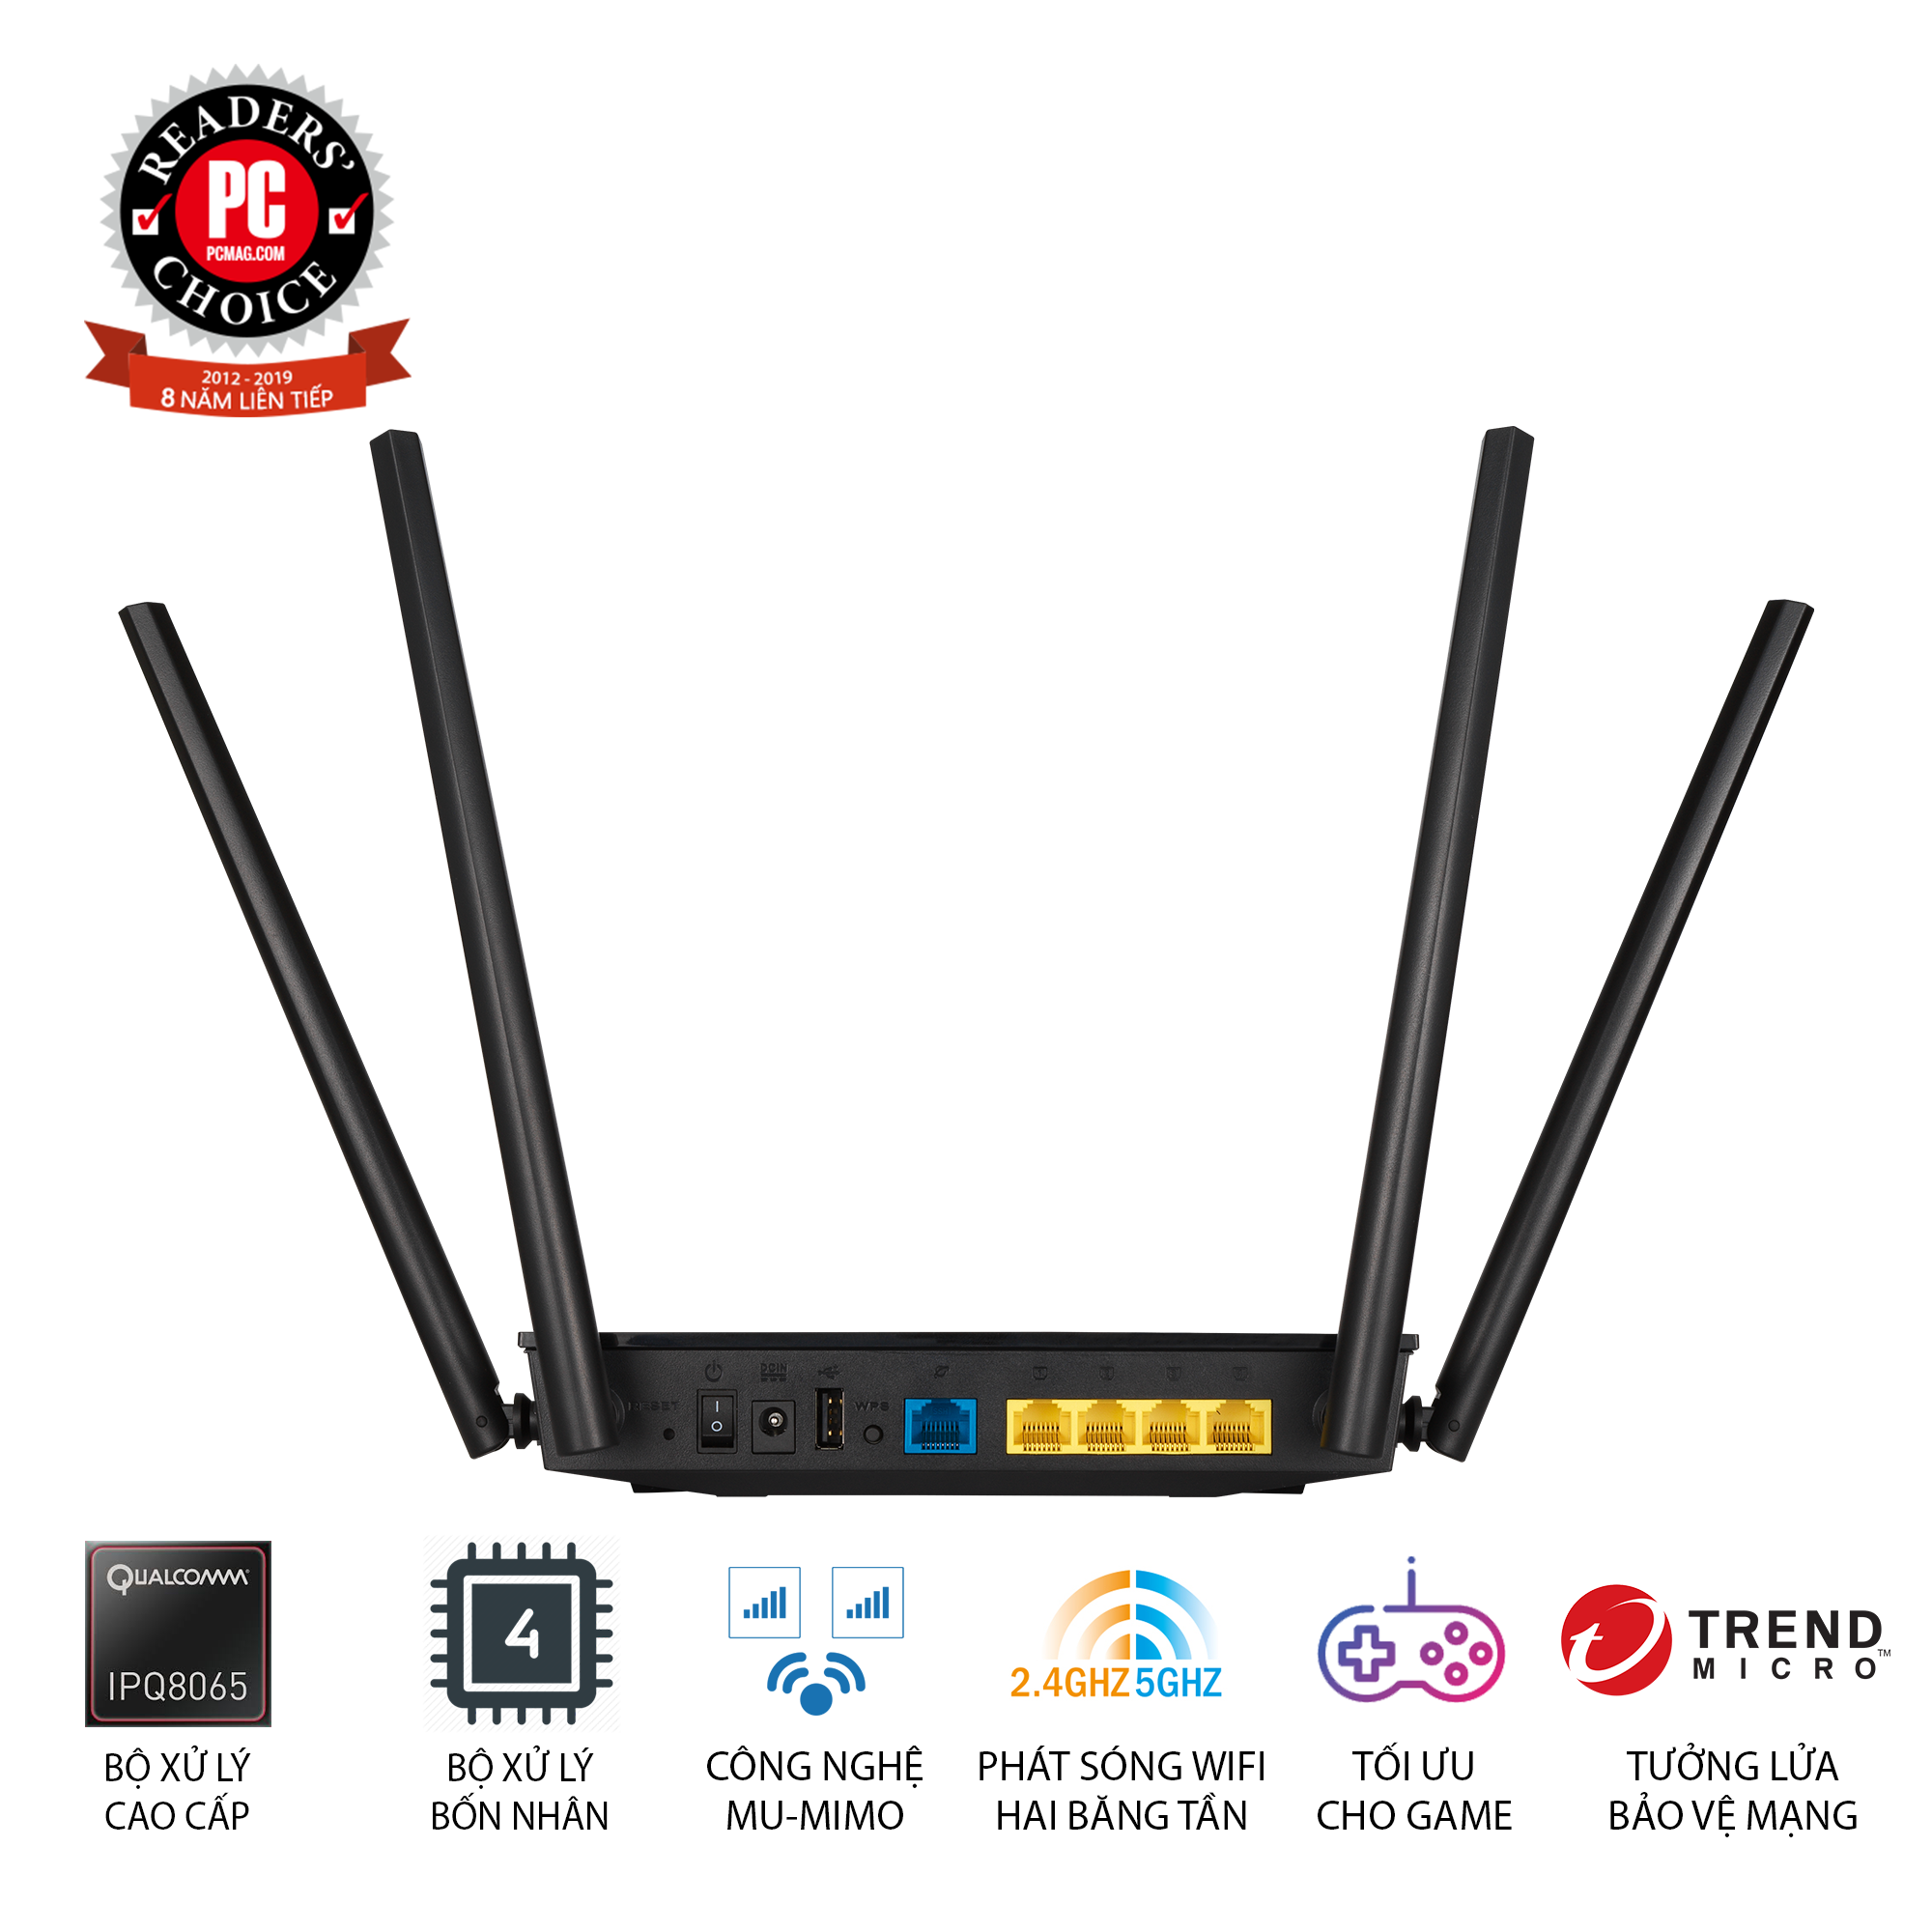 READERS'
PC
PCMAG.COM
CHOICE
2012 - 2019
8 NĂM LIÊN TIẾP
DCIN
RESET
WPS
QUALCOMM
IPQ8065
4
2.4GHZ 5GHZ
TREND
MICRO™
BỘ XỬ LÝ
CAO CẤP
BỘ XỬ LÝ
BỐN NHÂN
CÔNG NGHỆ
MU-MIMO
PHÁT SÓNG WIFI
HAI BĂNG TẦN
TỐI ƯU
CHO GAME
TƯỞNG LỬA
BẢO VỆ MẠNG